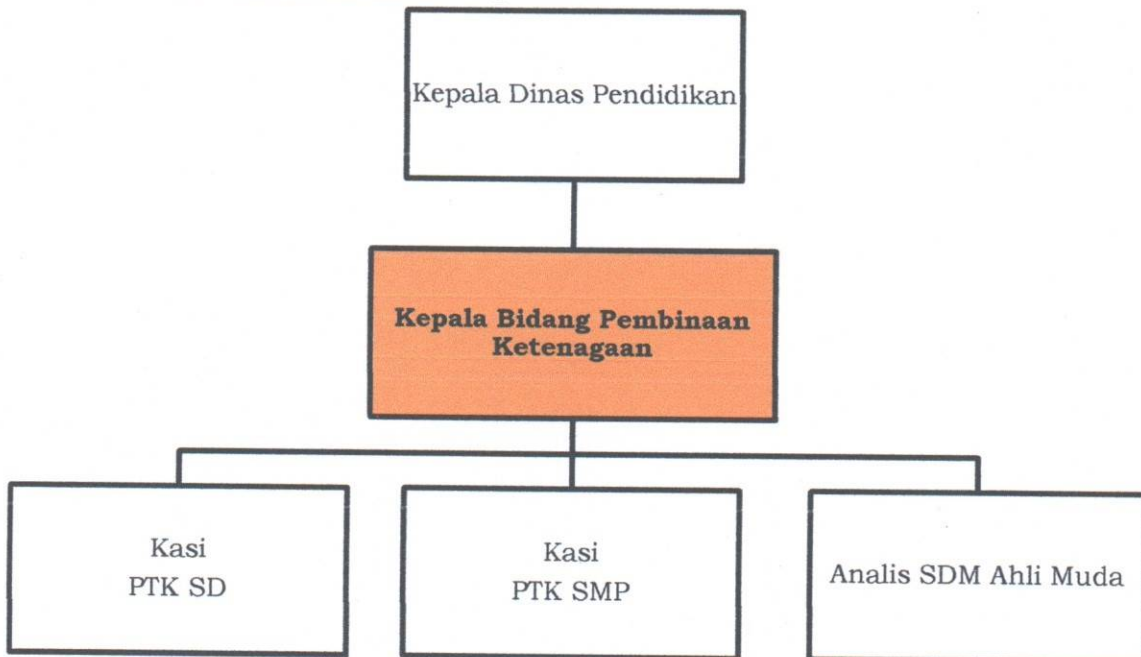 Kepala Dinas Pendidikan
Kepala Bidang Pembinaan
Ketenagaan
Kasi
PTK SD
Kasi
PTK SMP
Analis SDM Ahli Muda